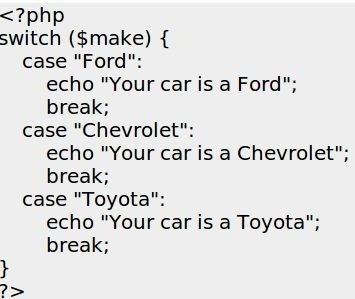 <?php
switch ($make) {
case "Ford":
echo "Your car is a Ford";
break;
case "Chevrolet":
echo "Your car is a Chevrolet";
break;
case "Toyota":
echo "Your car is a Toyota";
break;
}
?>